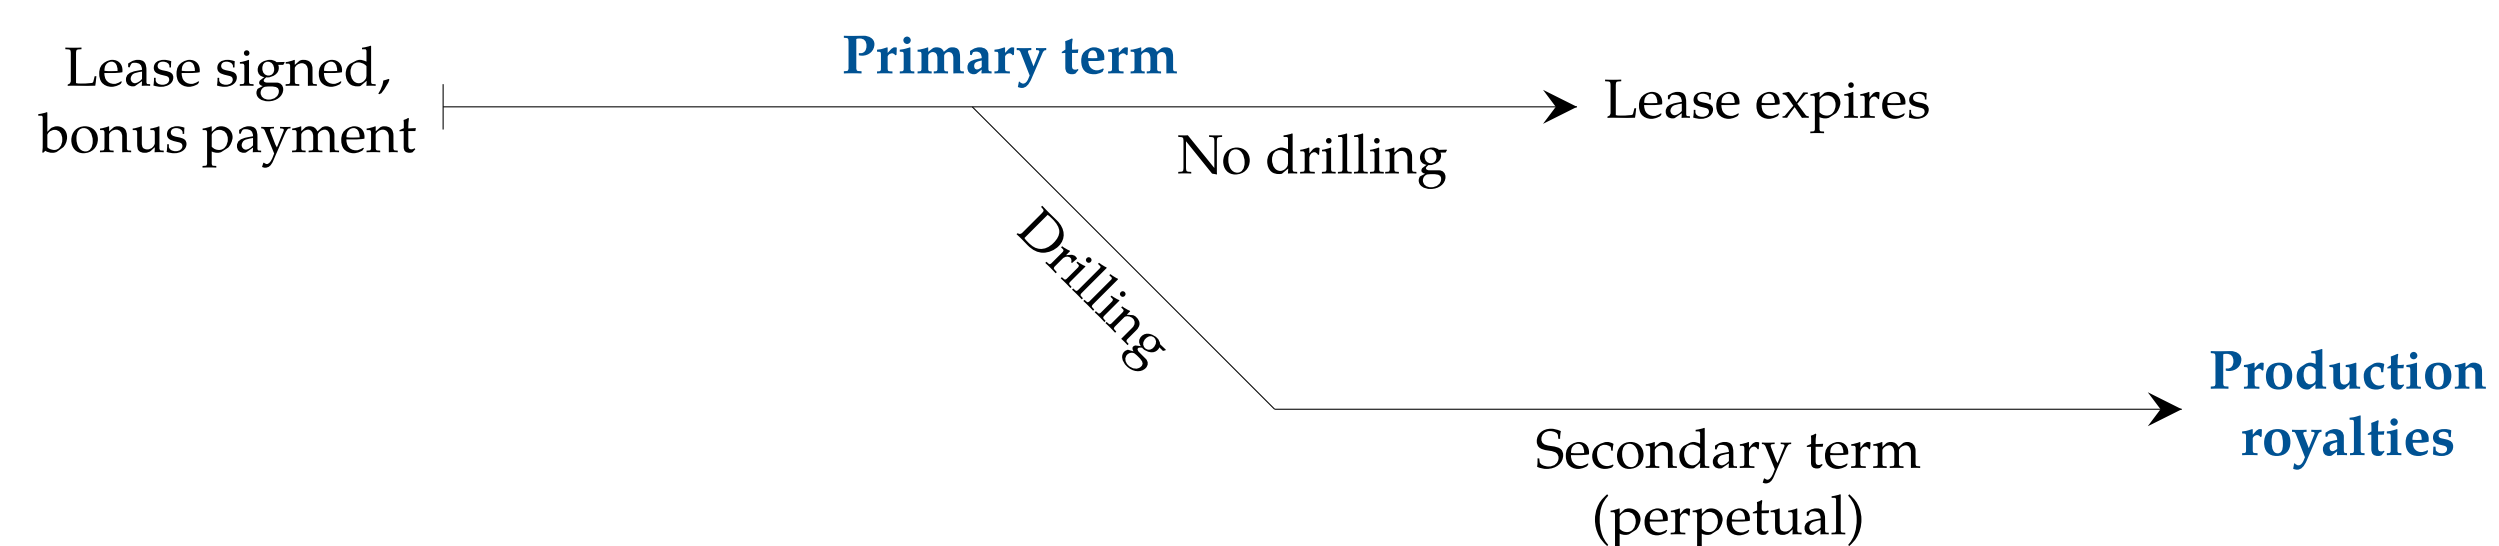 Lease signed,
bonus payment
Primary term
No drilling
Lease expires
Drilling
Secondary term
(perpetual)
Production
royalties